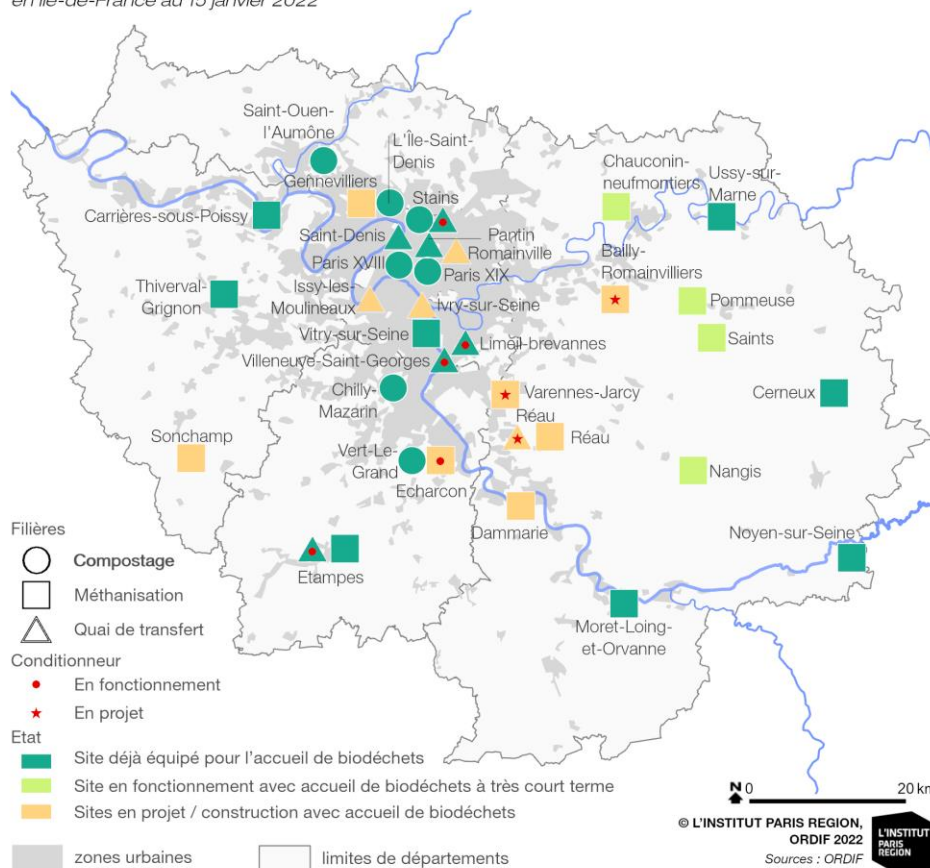 en Île-de-France au 15 janvier 2022
Saint-Ouen-
l'Aumône
L'Île-Saint-
Denis
Gennevilliers
Stains
Chauconin-
neufmontiers
Ussy-sur-
Marne
Carrières-sous-Poissy
Saint-Denis
Pantin
Romainville
Paris XVIII
Paris XIX
Bailly-
Romainvilliers
Thiverval-
Grignon
Issy-les-
Moulineaux
Ivry-sur-Seine
Pommeuse
Vitry-sur-Seine
Limeil-brevannes
Saints
Villeneuve-Saint-Georges
Chilly-
Mazarin
Varennes-Jarcy
Cerneux
Réau
Réau
Sonchamp
Vert-Le-
Grand
Echarcon
Nangis
Dammarie
Noyen-sur-Seine
Etampes
Moret-Loing-
et-Orvanne
Filières
Compostage
Méthanisation
Quai de transfert
Conditionneur
En fonctionnement
En projet
Etat
Site déjà équipé pour l'accueil de biodéchets
Site en fonctionnement avec accueil de biodéchets à très court terme
Sites en projet / construction avec accueil de biodéchets
zones urbaines
limites de départements
N 0 20 km
© L'INSTITUT PARIS REGION,
ORDIF 2022
Sources : ORDIF
L'INSTITUT
PARIS
REGION